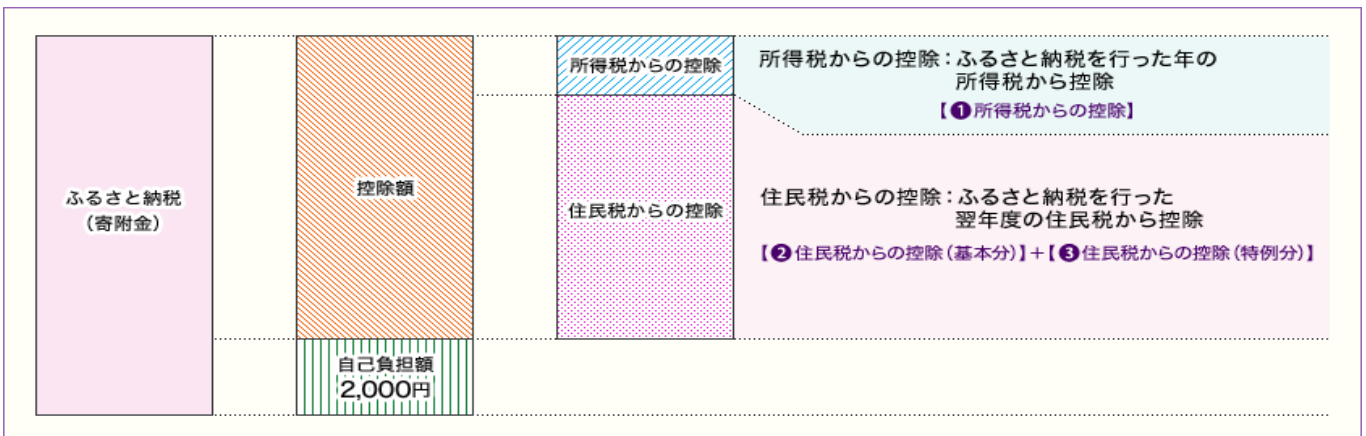 ふるさと納税
（寄附金）
控除額
自己負担額
2,000円
所得税からの控除
住民税からの控除
所得税からの控除：ふるさと納税を行った年の
所得税から控除
【❶所得税からの控除】
住民税からの控除：ふるさと納税を行った
翌年度の住民税から控除
【❷住民税からの控除（基本分）】＋【❸住民税からの控除（特例分）】